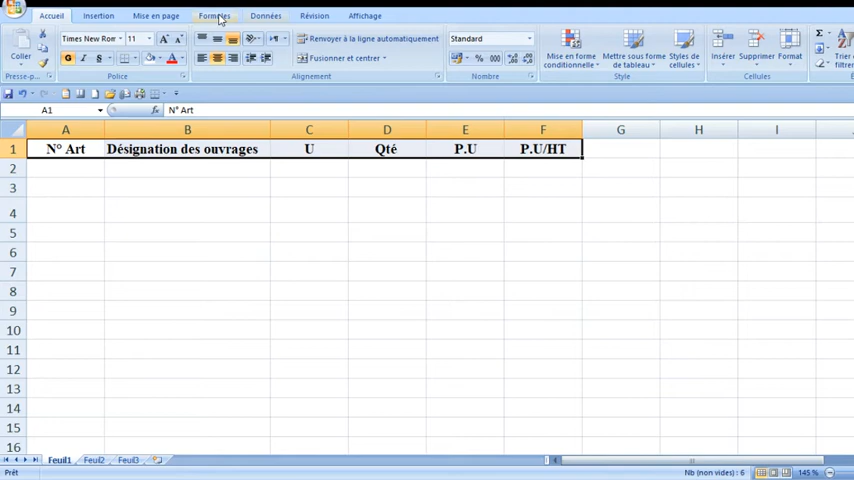 Accueil Insertion Mise en page Formules Données Révision Affichage
Times New Rom 11 Renvoyer à la ligne automatiquement Standard
Coller G I S Fusionner et centrer % 000 Mise en forme conditionnelle Mettre sous forme de tableau Styles de cellules Insérer Supprimer Format Trier filtre
Presse-p... Police Alignement Nombre Style Cellules
A1 fx N° Art
A B C D E F G H I
1 N° Art Désignation des ouvrages U Qté P.U P.U/HT
2
3
4
5
6
7
8
9
10
11
12
13
14
15
16
Feuil1 Feuil2 Feuil3
Prêt Nb (non vides) : 6 145 %